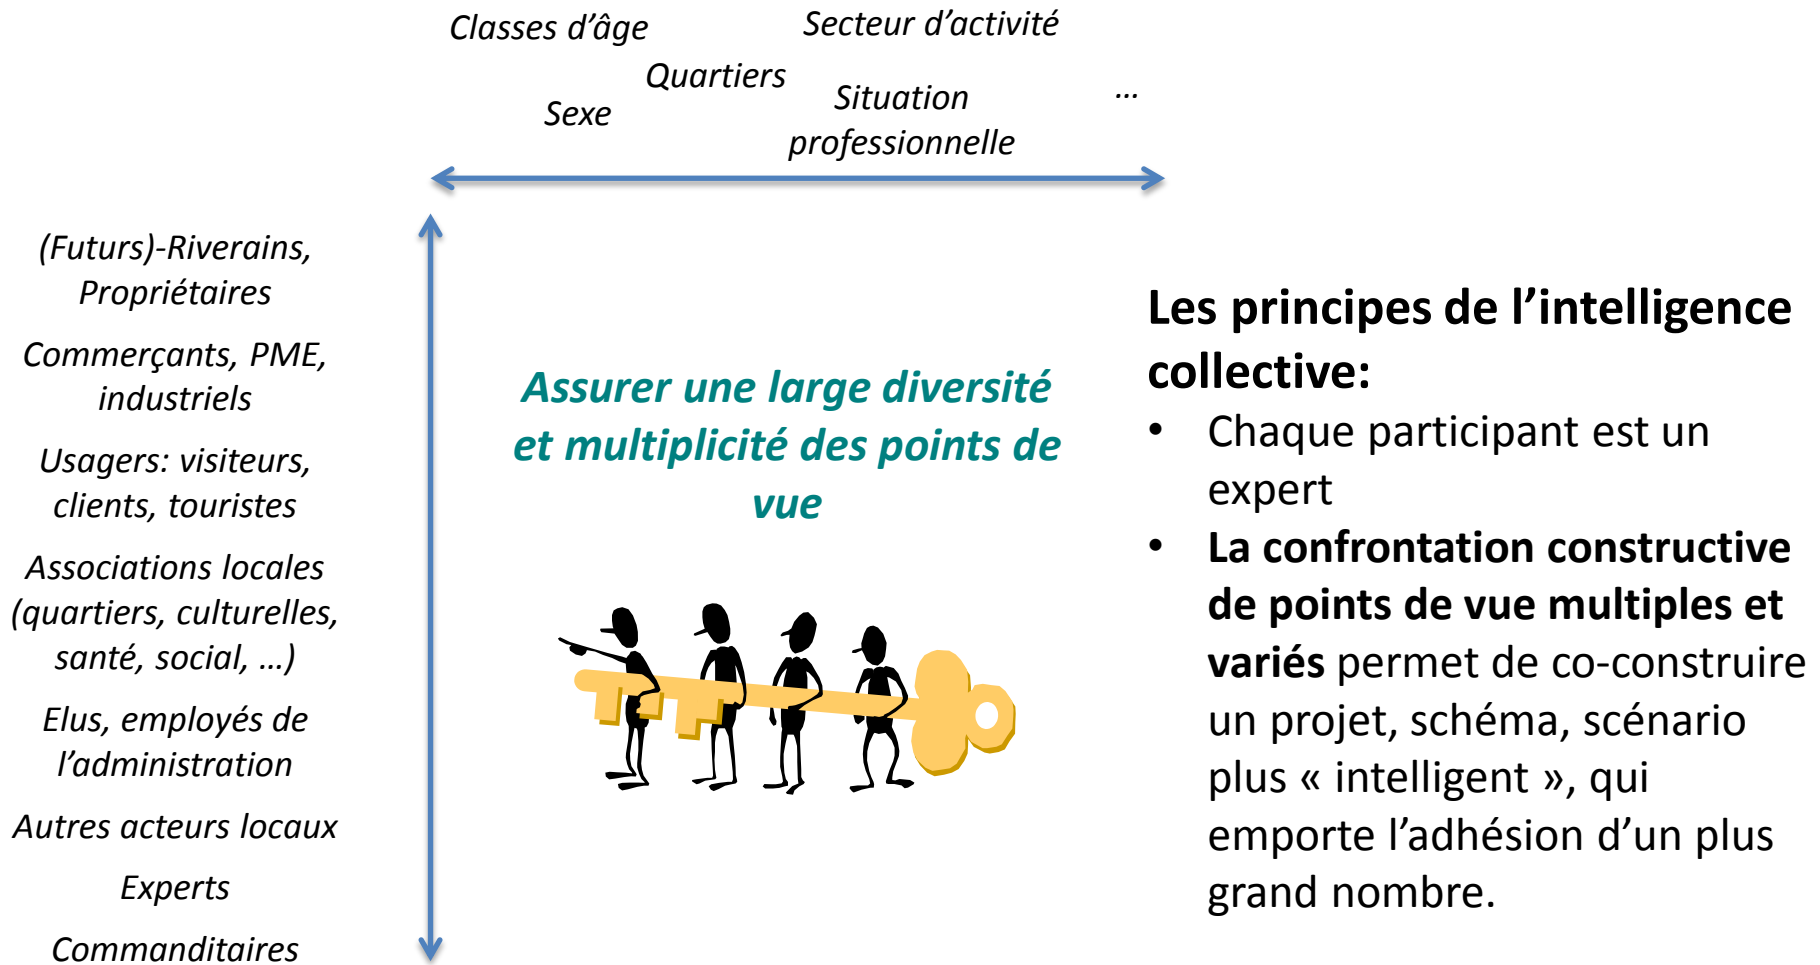 Classes d’âge
Secteur d’activité
Quartiers
Sexe
Situation
professionnelle
…
(Futurs)-Riverains,
Propriétaires
Commerçants, PME,
industriels
Usagers: visiteurs,
clients, touristes
Associations locales
(quartiers, culturelles,
santé, social, …)
Elus, employés de
l’administration
Autres acteurs locaux
Experts
Commanditaires
Assurer une large diversité
et multiplicité des points de
vue
Les principes de l’intelligence
collective:
• Chaque participant est un
expert
• La confrontation constructive
de points de vue multiples et
variés permet de co-construire
un projet, schéma, scénario
plus « intelligent », qui
emporte l’adhésion d’un plus
grand nombre.